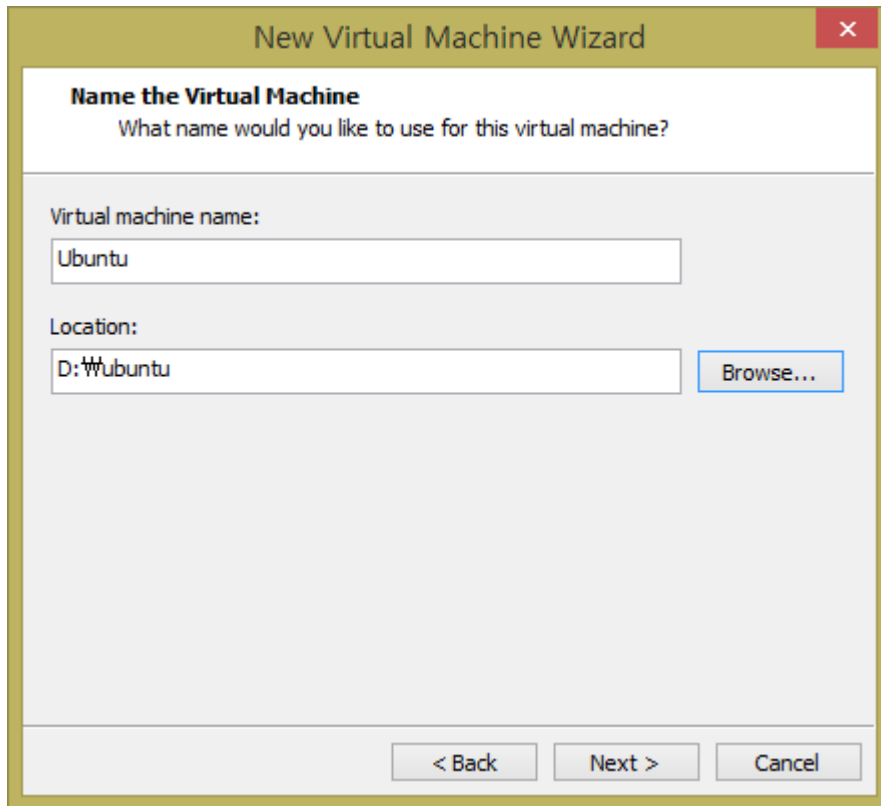 New Virtual Machine Wizard
Name the Virtual Machine
What name would you like to use for this virtual machine?
Virtual machine name:
Ubuntu
Location:
D:₩ubuntu
Browse...
< Back
Next >
Cancel